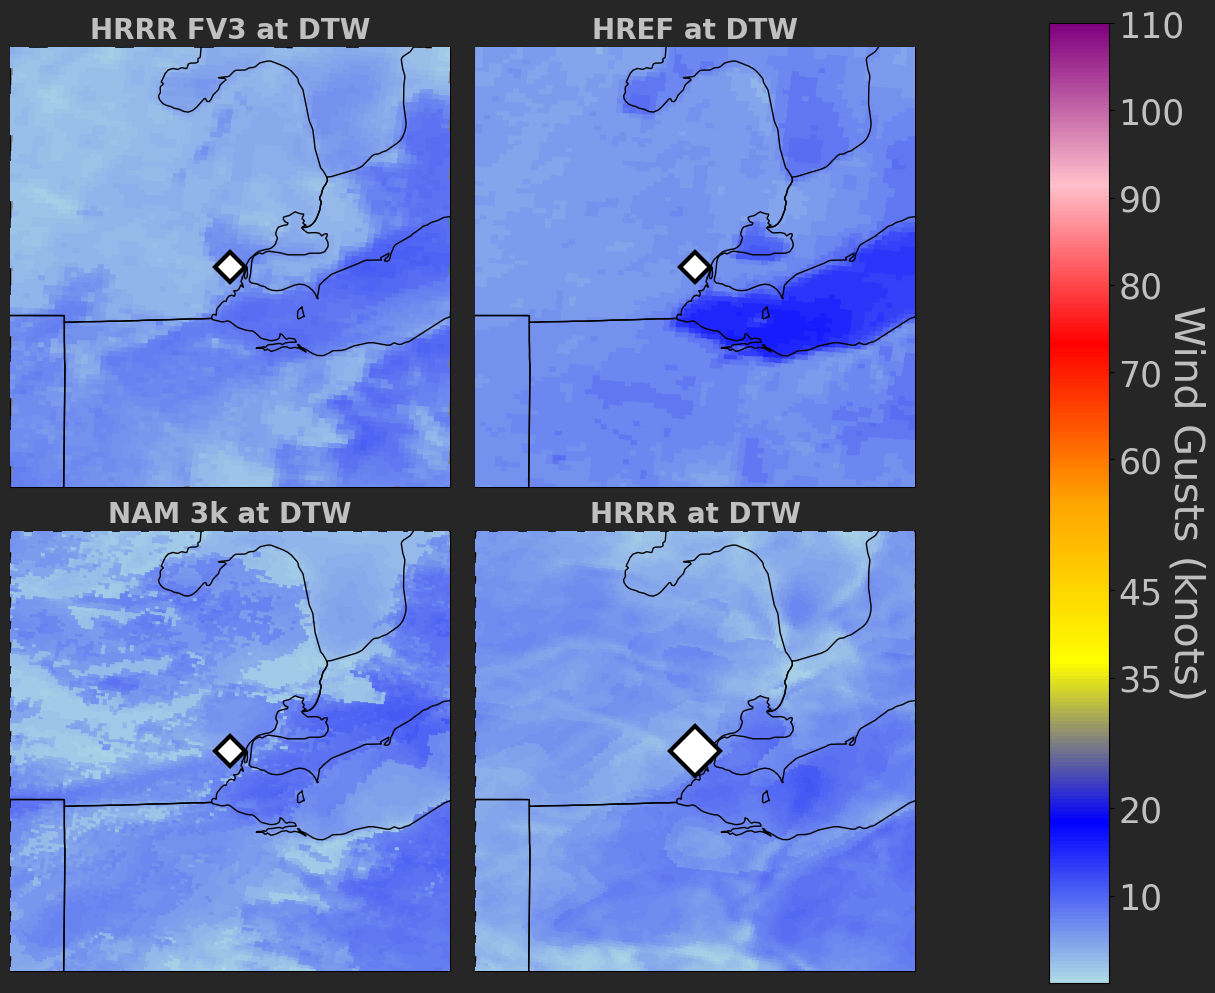 HRRR FV3 at DTW
HREF at DTW
NAM 3k at DTW
HRRR at DTW
110
100
90
80
70
60
45
35
20
10
Wind Gusts (knots)